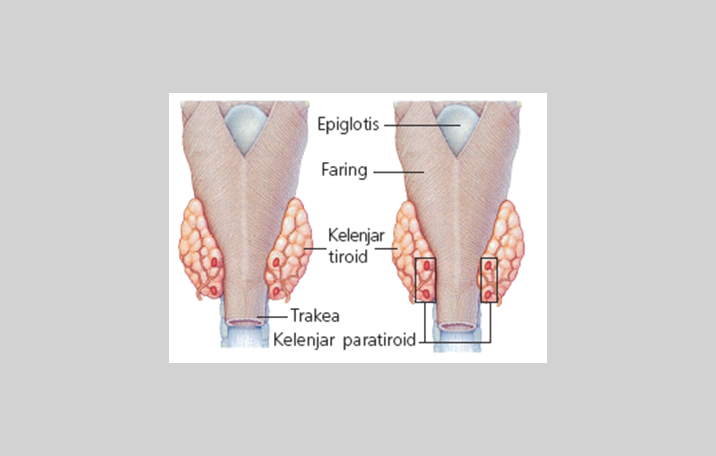 Epiglotis
Faring
Kelenjar
tiroid
Trakea
Kelenjar paratiroid